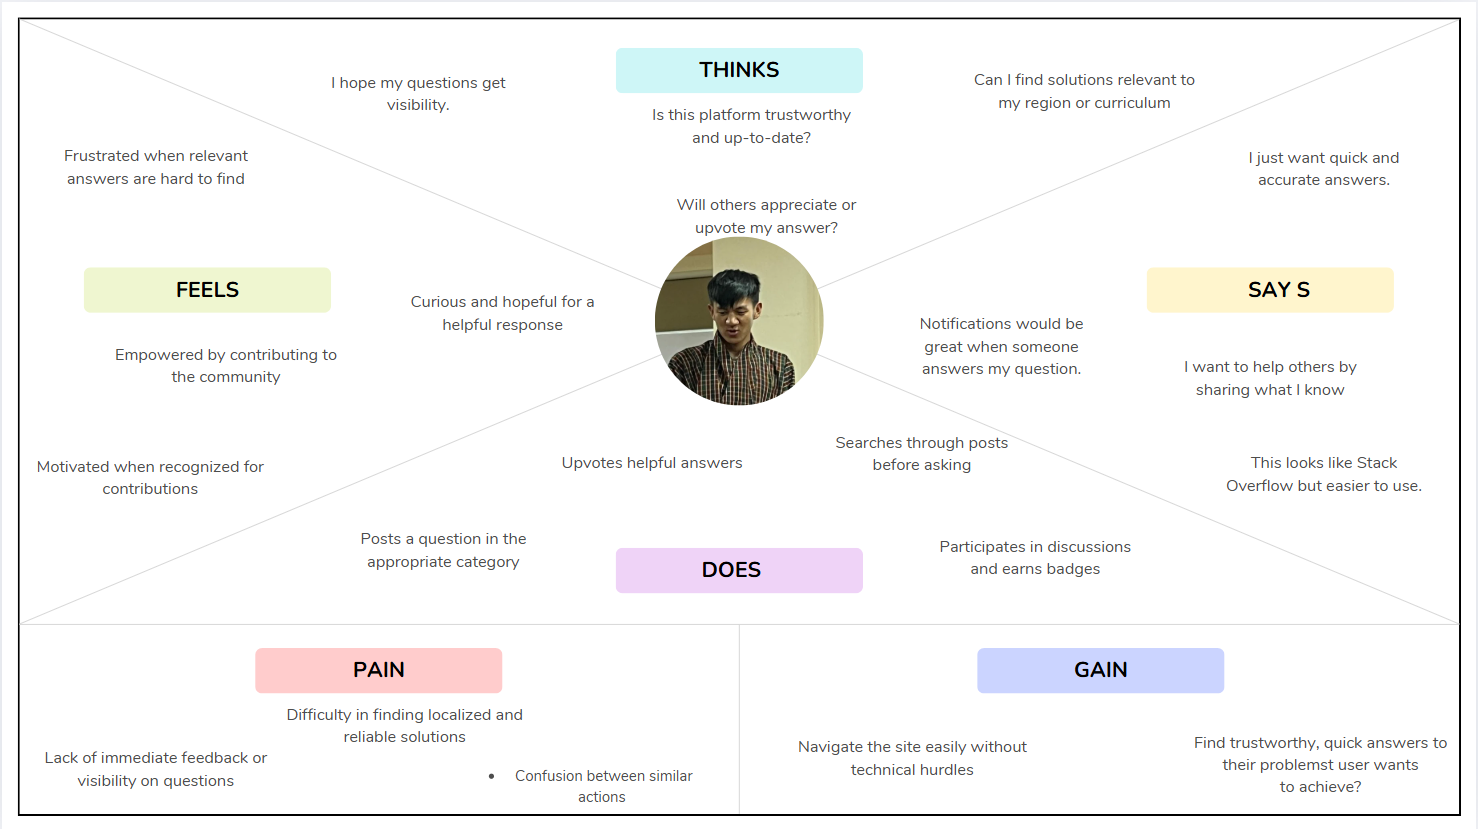 THINKS
I hope my questions get
visibility.
Is this platform trustworthy
and up-to-date?
Can I find solutions relevant to
my region or curriculum
Will others appreciate or
upvote my answer?
Frustrated when relevant
answers are hard to find
FEELS
Curious and hopeful for a
helpful response
Empowered by contributing to
the community
Motivated when recognized for
contributions
I just want quick and
accurate answers.
SAY S
Notifications would be
great when someone
answers my question.
I want to help others by
sharing what I know
This looks like Stack
Overflow but easier to use.
Upvotes helpful answers
Searches through posts
before asking
Posts a question in the
appropriate category
DOES
Participates in discussions
and earns badges
PAIN
Difficulty in finding localized and
reliable solutions
Lack of immediate feedback or
visibility on questions
• Confusion between similar
actions
GAIN
Navigate the site easily without
technical hurdles
Find trustworthy, quick answers to
their problemst user wants
to achieve?